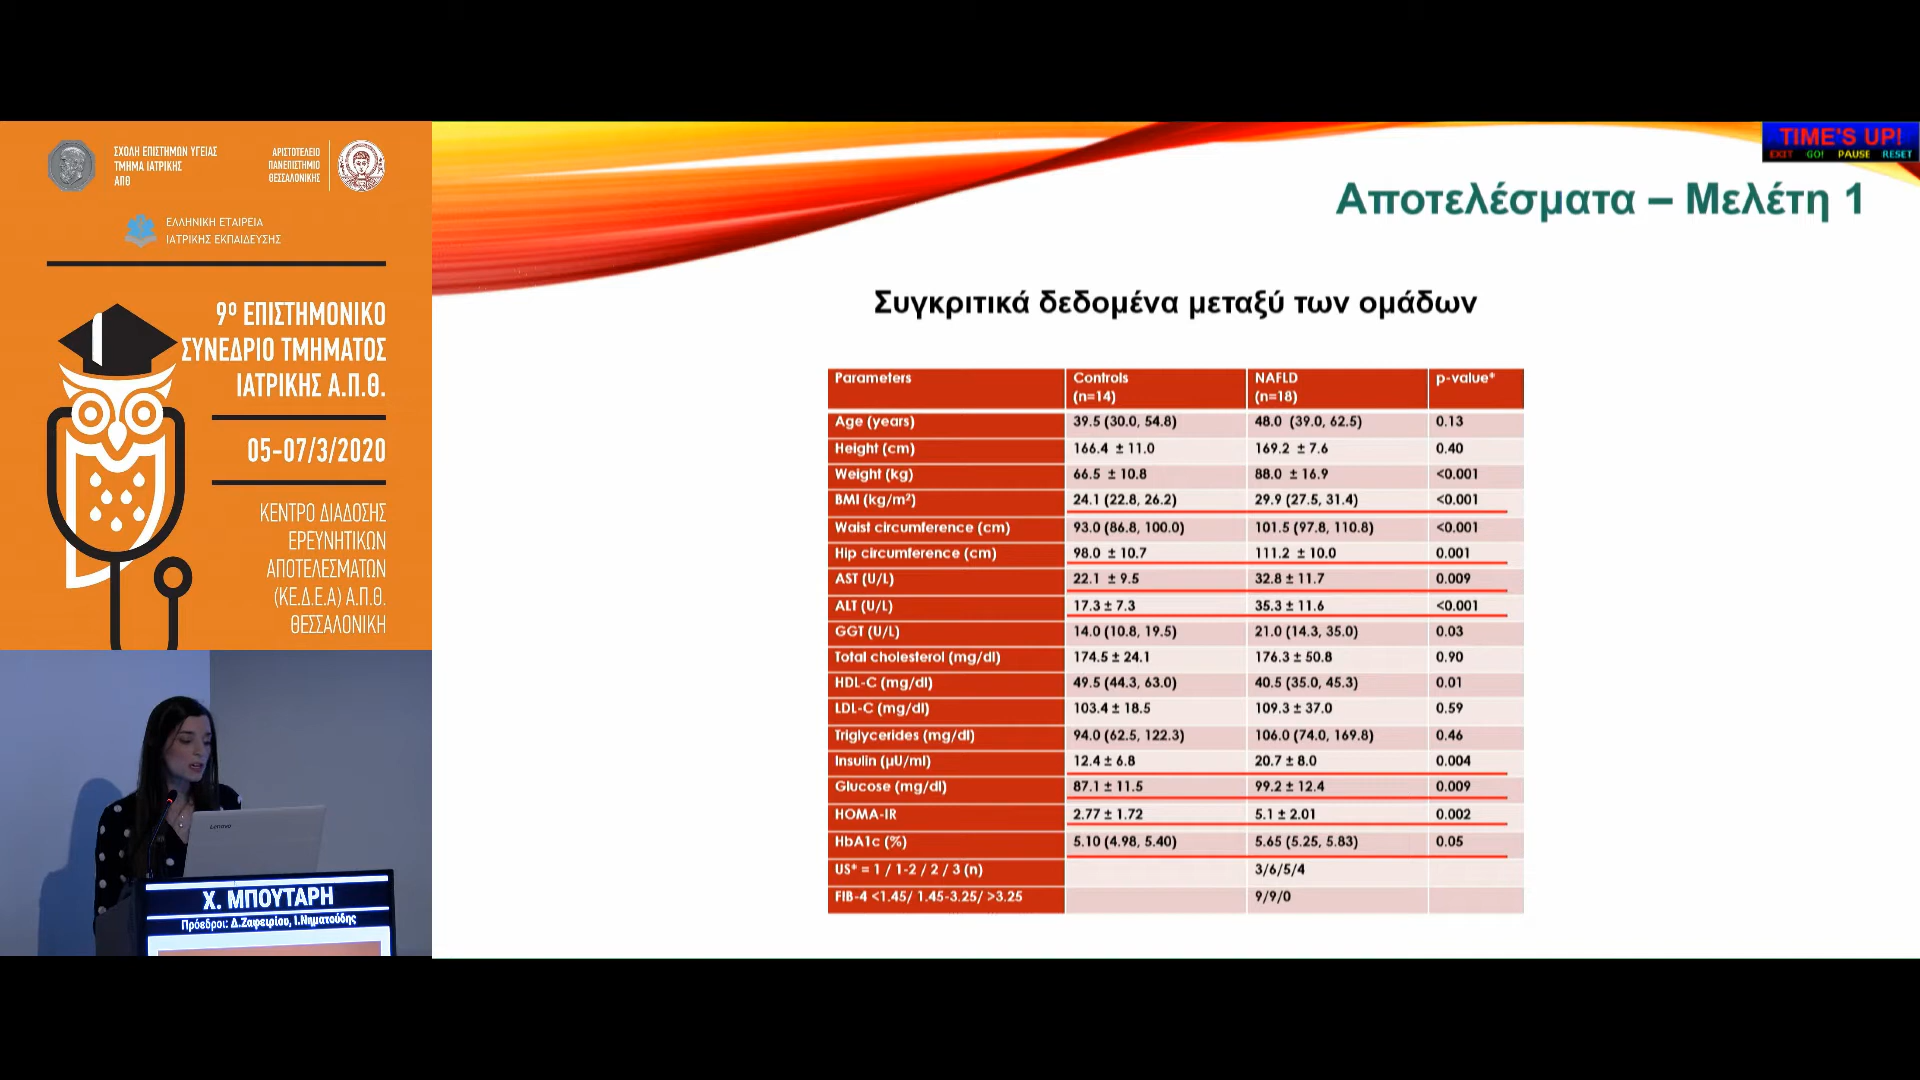 ΣΧΟΛΗ ΕΠΙΣΤΗΜΩΝ ΥΓΕΙΑΣ
ΤΜΗΜΑ ΙΑΤΡΙΚΗΣ
ΑΠΘ
ΑΡΙΣΤΟΤΕΛΕΙΟ
ΠΑΝΕΠΙΣΤΗΜΙΟ
ΘΕΣΣΑΛΟΝΙΚΗΣ
ΕΛΛΗΝΙΚΗ ΕΤΑΙΡΕΙΑ
ΙΑΤΡΙΚΗΣ ΕΚΠΑΙΔΕΥΣΗΣ
9ο ΕΠΙΣΤΗΜΟΝΙΚΟ
ΣΥΝΕΔΡΙΟ ΤΜΗΜΑΤΟΣ
ΙΑΤΡΙΚΗΣ Α.Π.Θ.
05-07/3/2020
ΚΕΝΤΡΟ ΔΙΑΔΟΣΗΣ
ΕΡΕΥΝΗΤΙΚΩΝ
ΑΠΟΤΕΛΕΣΜΑΤΩΝ
(ΚΕ.Δ.Ε.Α) Α.Π.Θ.
ΘΕΣΣΑΛΟΝΙΚΗ
Lenovo
Χ. ΜΠΟΥΤΑΡΗ
Πρόεδροι: Δ.Ζαφειρίου, Ι.Νηματούδης
TIME'S UP!
EXIT GO! PAUSE RESET
Αποτελέσματα – Μελέτη 1
Συγκριτικά δεδομένα μεταξύ των ομάδων
Parameters Controls (n=14) NAFLD (n=18) p-value*
Age (years) 39.5 (30.0, 54.8) 48.0 (39.0, 62.5) 0.13
Height (cm) 166.4 ± 11.0 169.2 ± 7.6 0.40
Weight (kg) 66.5 ± 10.8 88.0 ± 16.9 <0.001
BMI (kg/m²) 24.1 (22.8, 26.2) 29.9 (27.5, 31.4) <0.001
Waist circumference (cm) 93.0 (86.8, 100.0) 101.5 (97.8, 110.8) <0.001
Hip circumference (cm) 98.0 ± 10.7 111.2 ± 10.0 0.001
AST (U/L) 22.1 ± 9.5 32.8 ± 11.7 0.009
ALT (U/L) 17.3 ± 7.3 35.3 ± 11.6 <0.001
GGT (U/L) 14.0 (10.8, 19.5) 21.0 (14.3, 35.0) 0.03
Total cholesterol (mg/dl) 174.5 ± 24.1 176.3 ± 50.8 0.90
HDL-C (mg/dl) 49.5 (44.3, 63.0) 40.5 (35.0, 45.3) 0.01
LDL-C (mg/dl) 103.4 ± 18.5 109.3 ± 37.0 0.59
Triglycerides (mg/dl) 94.0 (62.5, 122.3) 106.0 (74.0, 169.8) 0.46
Insulin (μU/ml) 12.4 ± 6.8 20.7 ± 8.0 0.004
Glucose (mg/dl) 87.1 ± 11.5 99.2 ± 12.4 0.009
HOMA-IR 2.77 ± 1.72 5.1 ± 2.01 0.002
HbA1c (%) 5.10 (4.98, 5.40) 5.65 (5.25, 5.83) 0.05
US* = 1 / 1-2 / 2 / 3 (n) 3/6/5/4
FIB-4 <1.45/ 1.45-3.25/ >3.25 9/9/0